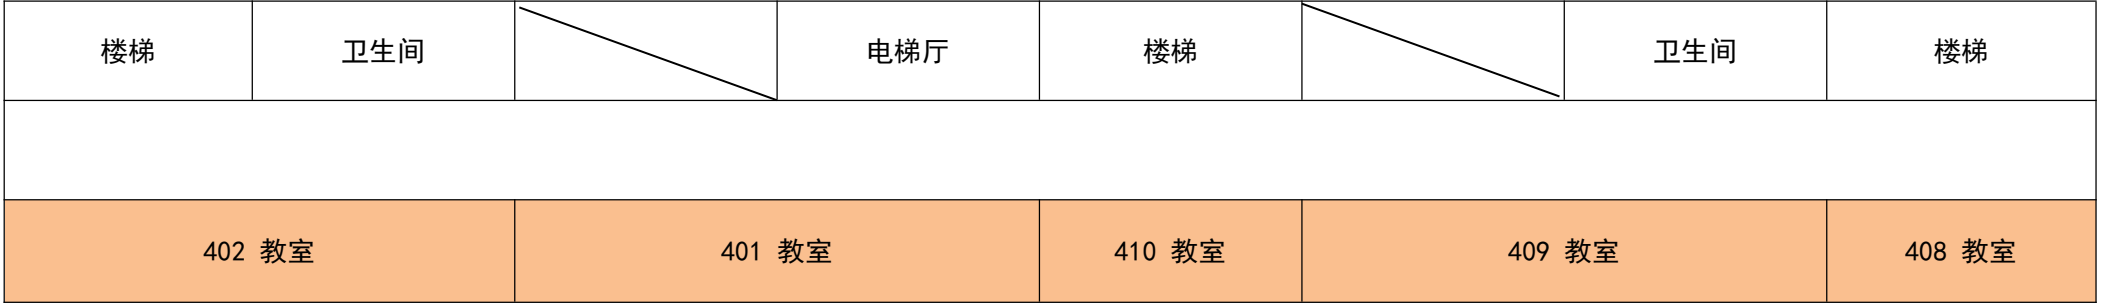 楼梯 卫生间 电梯厅 楼梯 卫生间 楼梯
402 教室 401 教室 410 教室 409 教室 408 教室